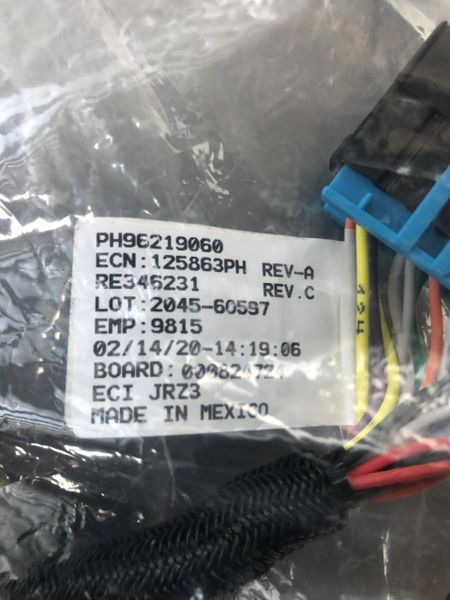 PH96219060
ECN:125863PH REV-A
RE346231 REV.C
LOT:2045-60597
EMP:9815
02/14/20-14:19:06
BOARD:
ECI JRZ3
MADE IN MEXICO